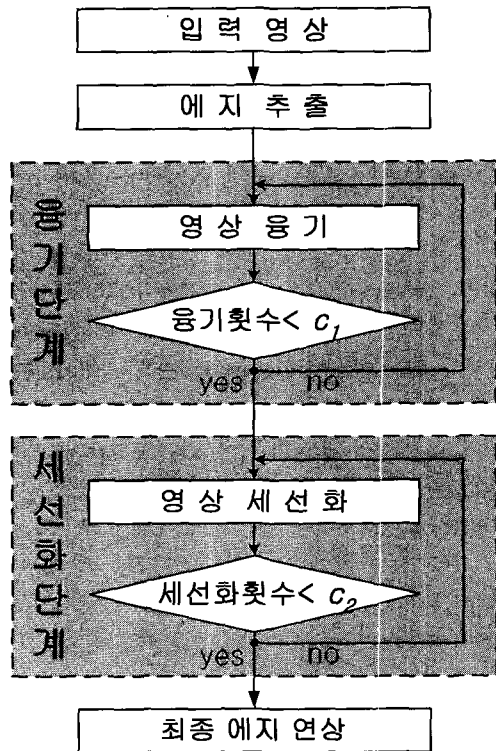 입 력 영 상
에 지 추 출
융기단계
영 상 융 기
융기횟수< c₁
yes no
세선화단계
영 상 세 선 화
세선화횟수< c₂
yes no
최종 에지 연상